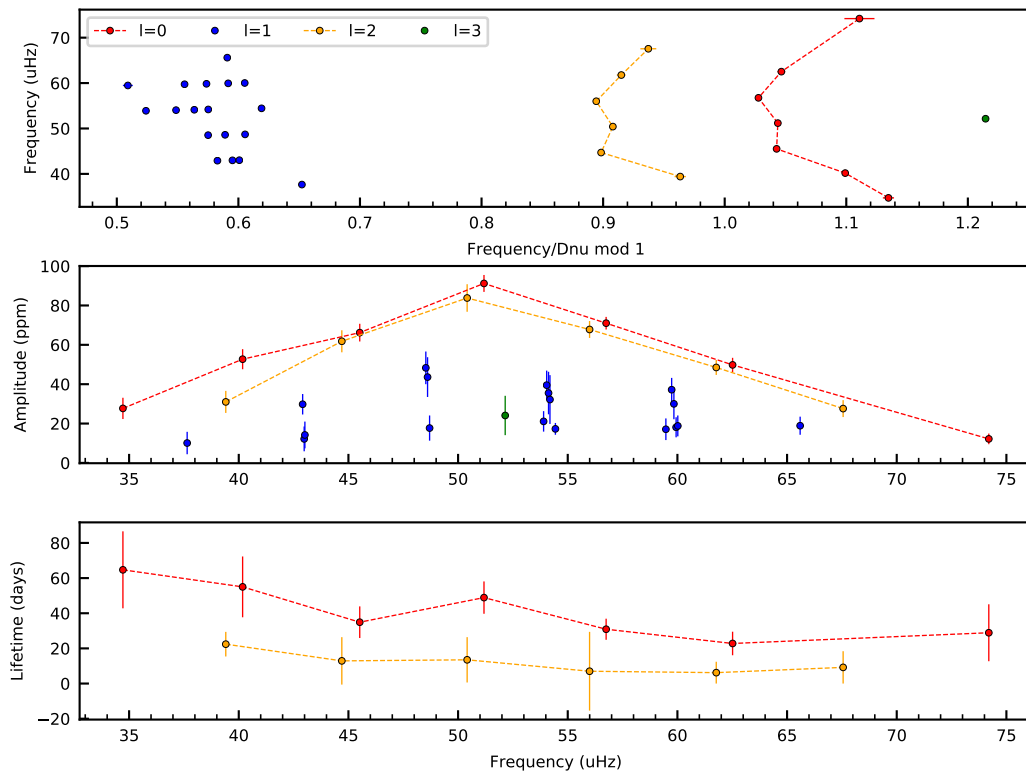 l=0 l=1 l=2 l=3
Frequency (uHz)
70
60
50
40
0.5 0.6 0.7 0.8 0.9 1.0 1.1 1.2
Frequency/Dnu mod 1
Amplitude (ppm)
100
80
60
40
20
0
35 40 45 50 55 60 65 70 75
Lifetime (days)
80
60
40
20
0
−20
35 40 45 50 55 60 65 70 75
Frequency (uHz)